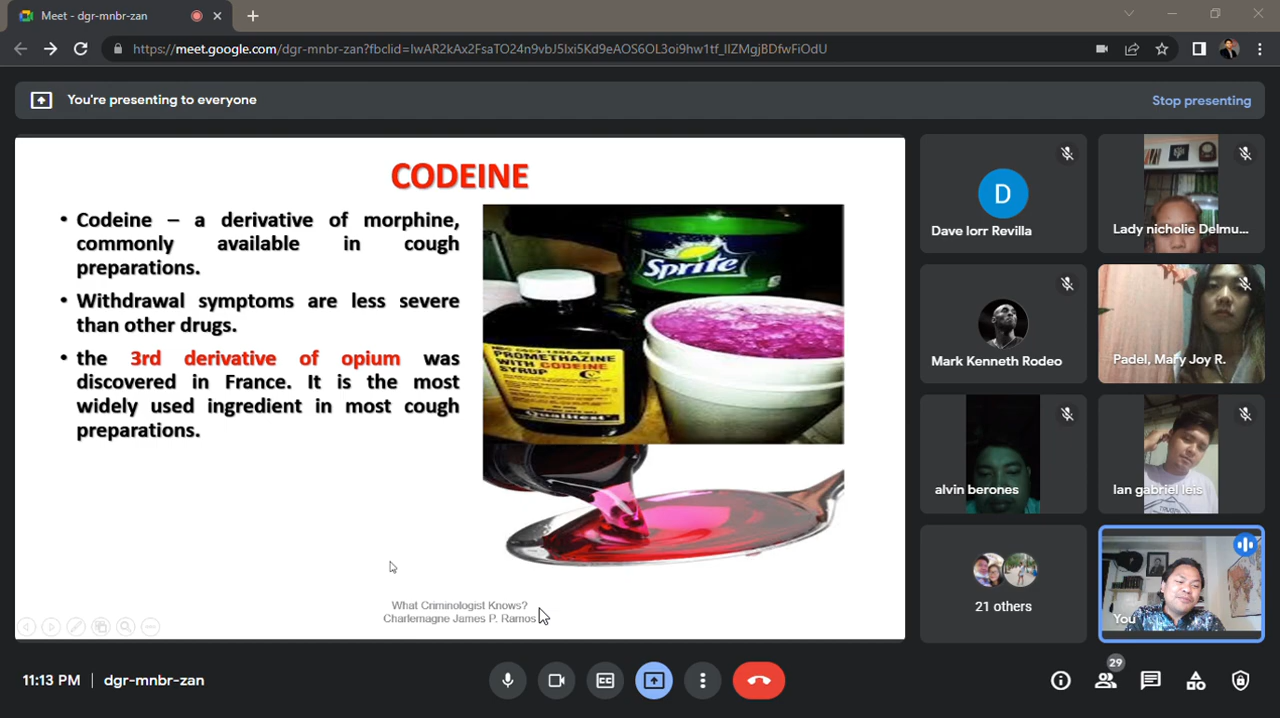 Meet - dgr-mnbr-zan
https://meet.google.com/dgr-mnbr-zan?fbclid=IwAR2kAx2FsaTO24n9vbJ5lxi5Kd9eAOS6OL3oi9hw1tf_lIZMgjBDfwFiOdU
You're presenting to everyone
Stop presenting
CODEINE
• Codeine – a derivative of morphine,
commonly available in cough
preparations.
• Withdrawal symptoms are less severe
than other drugs.
• the 3rd derivative of opium was
discovered in France. It is the most
widely used ingredient in most cough
preparations.
Sprite
PROMETHAZINE
WITH CODEINE
SYRUP
C
Qualitest
What Criminologist Knows?
Charlemagne James P. Ramos
D
Dave lorr Revilla
Lady nicholie Delmu...
Mark Kenneth Rodeo
Padel, Mary Joy R.
alvin berones
Ian gabriel leis
21 others
You
11:13 PM | dgr-mnbr-zan
29